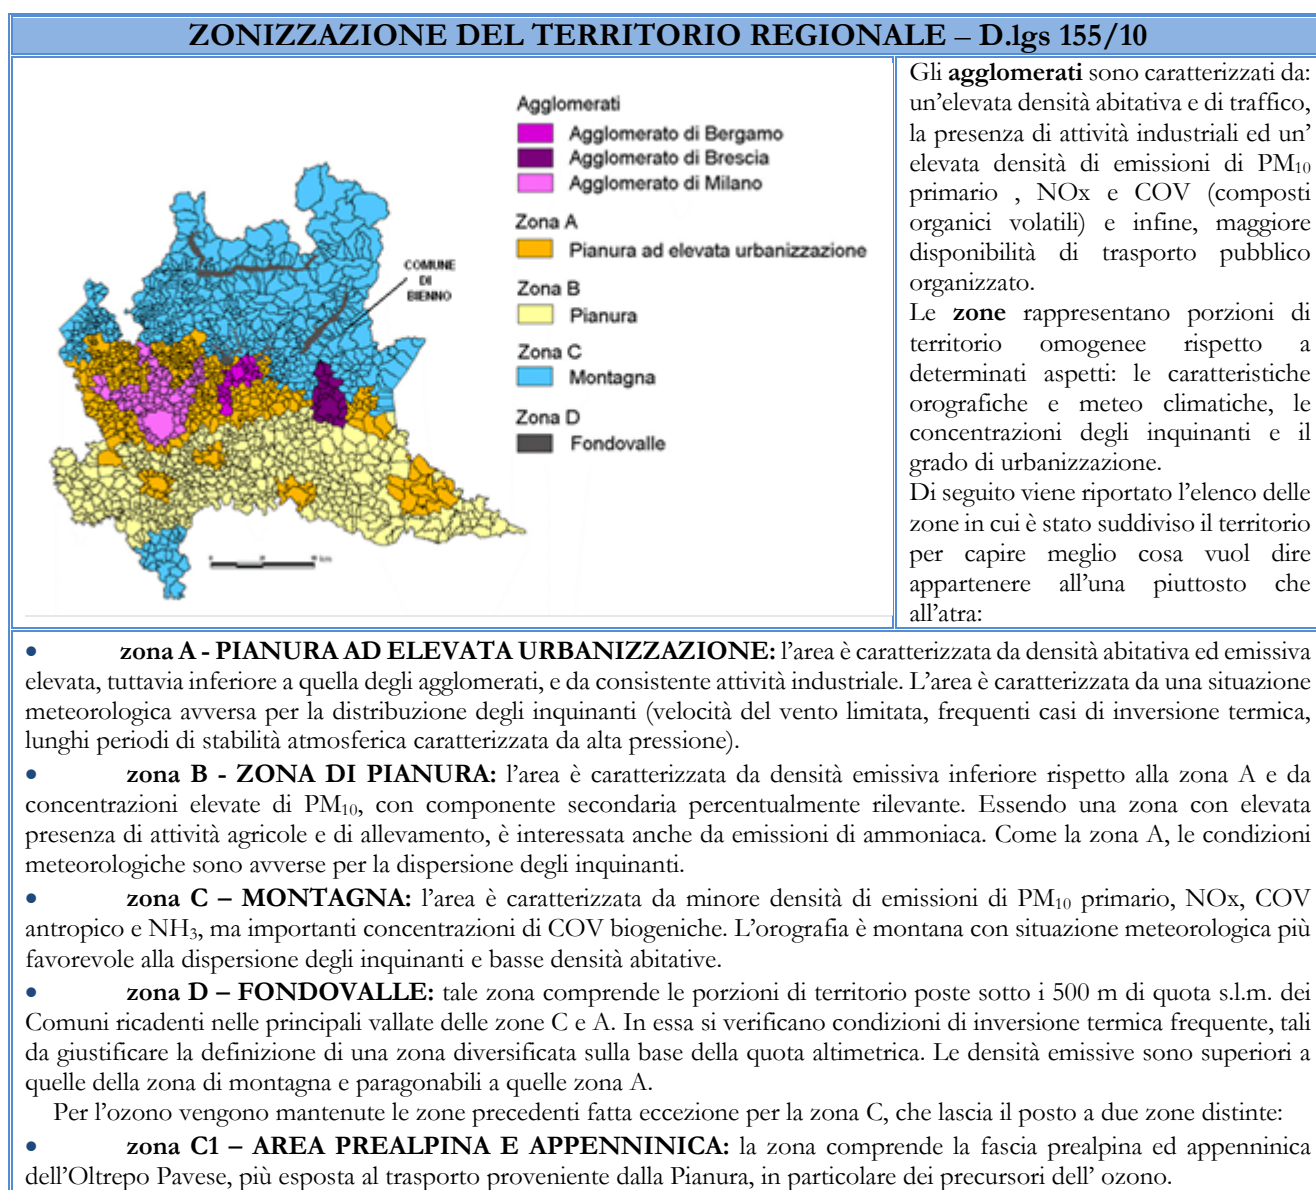 ZONIZZAZIONE DEL TERRITORIO REGIONALE – D.lgs 155/10
Agglomerati
Agglomerato di Bergamo
Agglomerato di Brescia
Agglomerato di Milano
Zona A
Pianura ad elevata urbanizzazione
Zona B
Pianura
Zona C
Montagna
Zona D
Fondovalle
COMUNE
DI
BIENNO
Gli agglomerati sono caratterizzati da:
un'elevata densità abitativa e di traffico,
la presenza di attività industriali ed un'
elevata densità di emissioni di PM₁₀
primario , NOx e COV (composti
organici volatili) e infine, maggiore
disponibilità di trasporto pubblico
organizzato.
Le zone rappresentano porzioni di
territorio omogenee rispetto a
determinati aspetti: le caratteristiche
orografiche e meteo climatiche, le
concentrazioni degli inquinanti e il
grado di urbanizzazione.
Di seguito viene riportato l'elenco delle
zone in cui è stato suddiviso il territorio
per capire meglio cosa vuol dire
appartenere all'una piuttosto che
all'atra:
• zona A - PIANURA AD ELEVATA URBANIZZAZIONE: l'area è caratterizzata da densità abitativa ed emissiva
elevata, tuttavia inferiore a quella degli agglomerati, e da consistente attività industriale. L'area è caratterizzata da una situazione
meteorologica avversa per la distribuzione degli inquinanti (velocità del vento limitata, frequenti casi di inversione termica,
lunghi periodi di stabilità atmosferica caratterizzata da alta pressione).
• zona B - ZONA DI PIANURA: l'area è caratterizzata da densità emissiva inferiore rispetto alla zona A e da
concentrazioni elevate di PM₁₀, con componente secondaria percentualmente rilevante. Essendo una zona con elevata
presenza di attività agricole e di allevamento, è interessata anche da emissioni di ammoniaca. Come la zona A, le condizioni
meteorologiche sono avverse per la dispersione degli inquinanti.
• zona C – MONTAGNA: l'area è caratterizzata da minore densità di emissioni di PM₁₀ primario, NOx, COV
antropico e NH₃, ma importanti concentrazioni di COV biogeniche. L'orografia è montana con situazione meteorologica più
favorevole alla dispersione degli inquinanti e basse densità abitative.
• zona D – FONDOVALLE: tale zona comprende le porzioni di territorio poste sotto i 500 m di quota s.l.m. dei
Comuni ricadenti nelle principali vallate delle zone C e A. In essa si verificano condizioni di inversione termica frequente, tali
da giustificare la definizione di una zona diversificata sulla base della quota altimetrica. Le densità emissive sono superiori a
quelle della zona di montagna e paragonabili a quelle zona A.
Per l'ozono vengono mantenute le zone precedenti fatta eccezione per la zona C, che lascia il posto a due zone distinte:
• zona C1 – AREA PREALPINA E APPENNINICA: la zona comprende la fascia prealpina ed appenninica
dell'Oltrepo Pavese, più esposta al trasporto proveniente dalla Pianura, in particolare dei precursori dell' ozono.